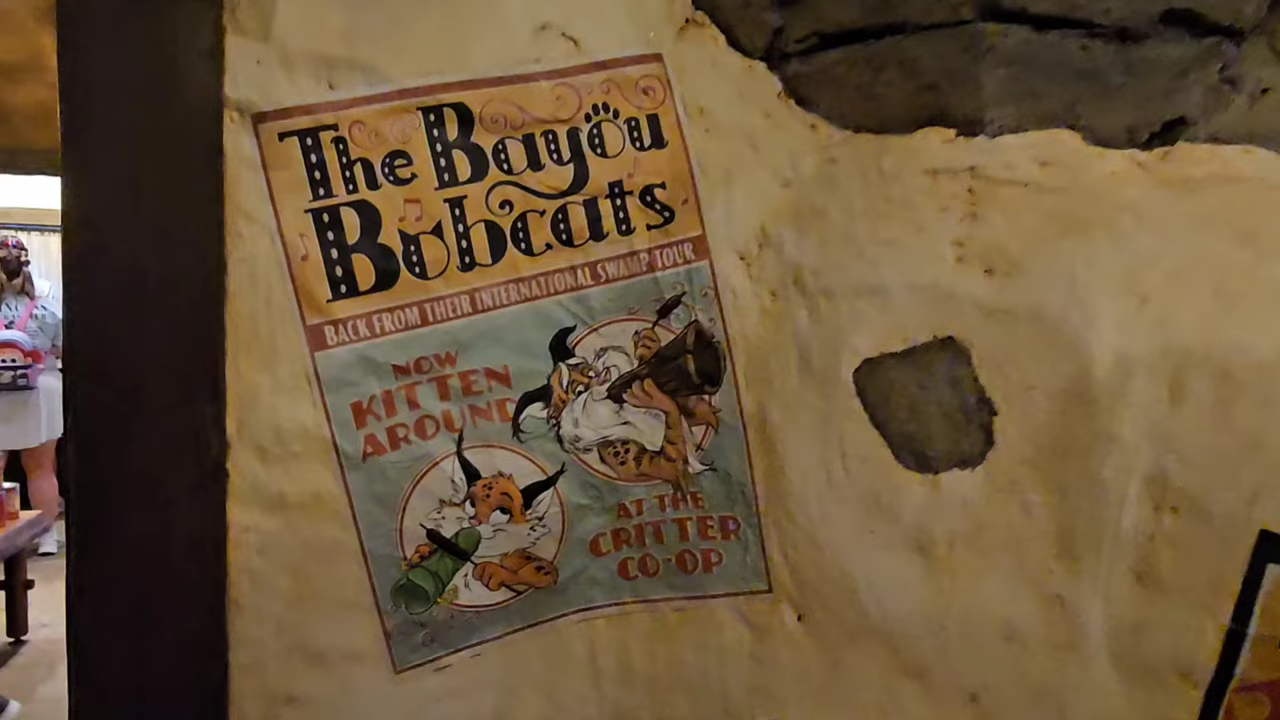 The Bayou
Bobcats
BACK FROM THEIR INTERNATIONAL SWAMP TOUR
NOW
KITTEN
AROUND
AT THE
CRITTER
CO-OP